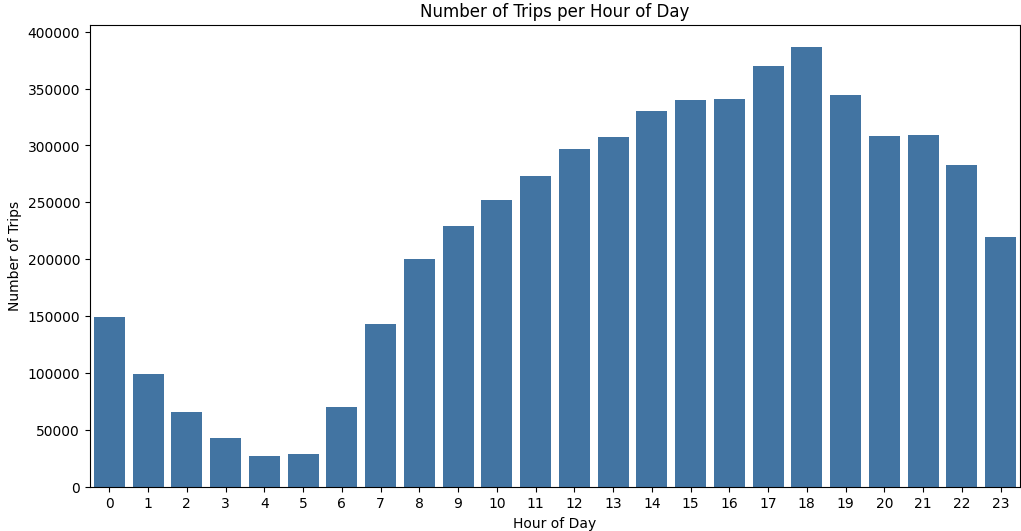 Number of Trips per Hour of Day
400000
350000
300000
250000
200000
150000
100000
50000
0
Number of Trips
0 1 2 3 4 5 6 7 8 9 10 11 12 13 14 15 16 17 18 19 20 21 22 23
Hour of Day